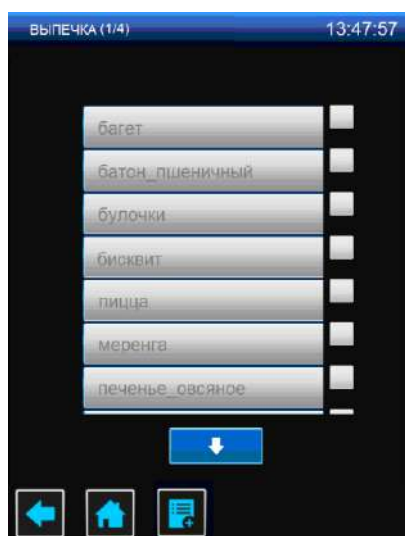 ВЫПЕЧКА (1/4) 13:47:57
багет
батон_пшеничный
булочки
бисквит
пицца
меренга
печенье_овсяное